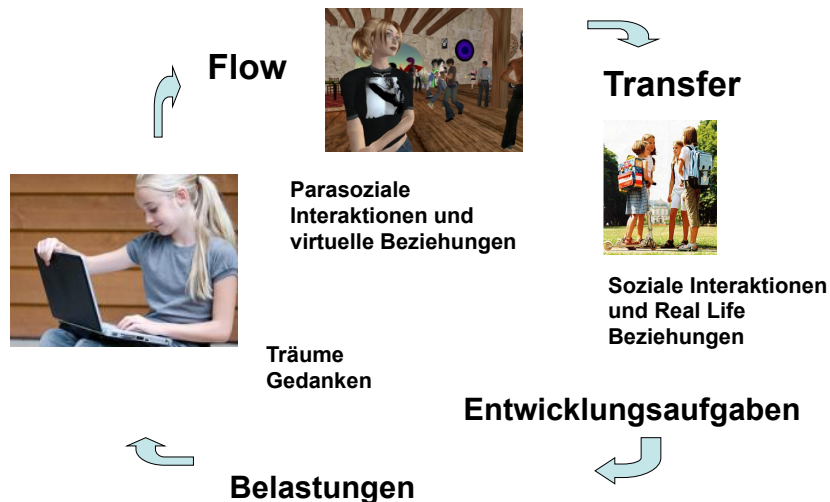 Flow
Transfer
Parasoziale
Interaktionen und
virtuelle Beziehungen
Soziale Interaktionen
und Real Life
Beziehungen
Träume
Gedanken
Entwicklungsaufgaben
Belastungen